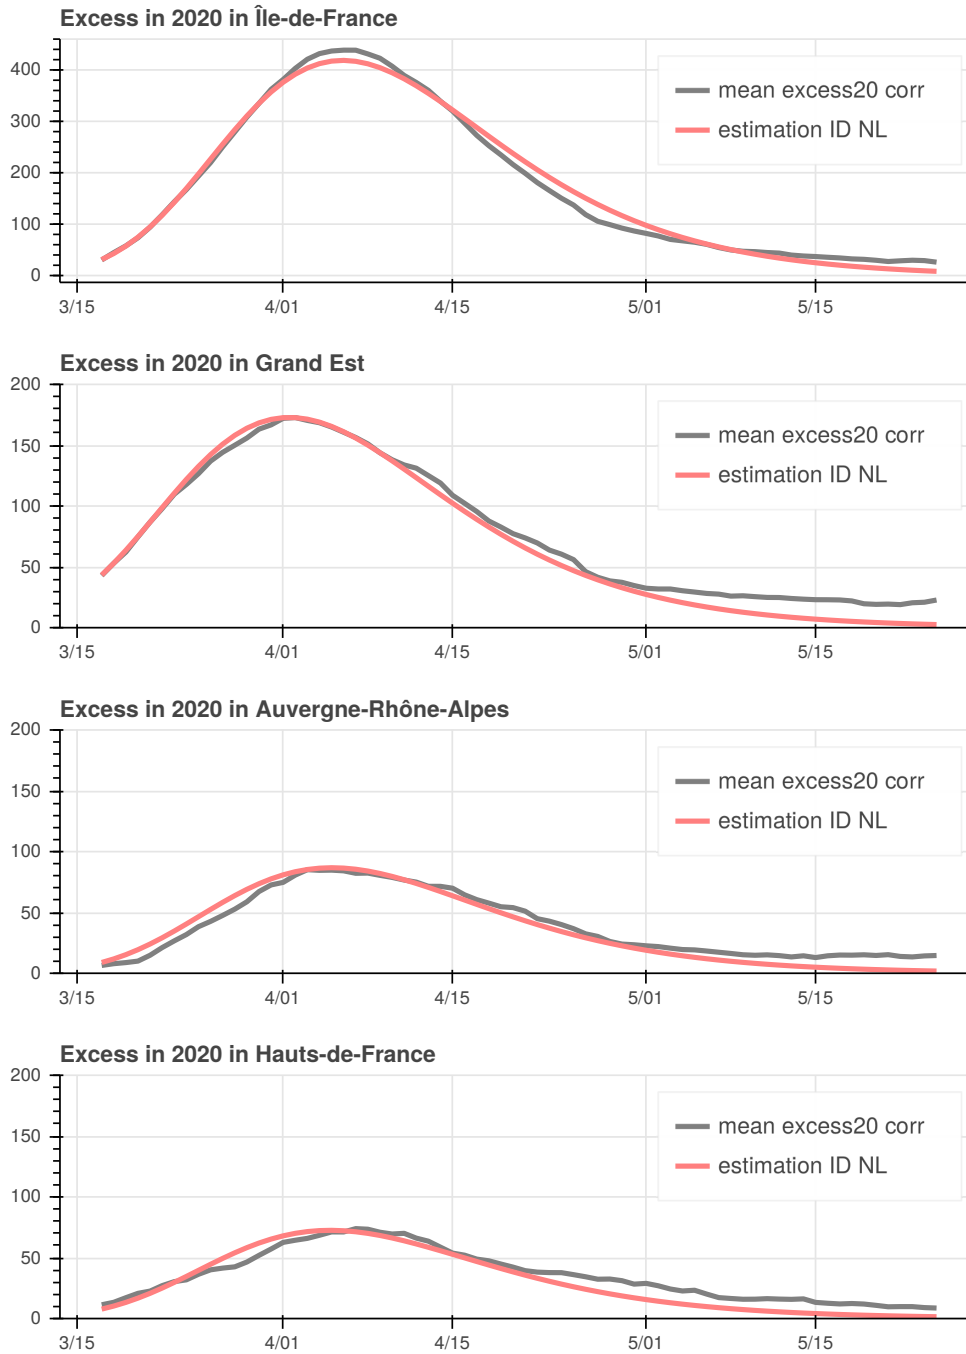 Excess in 2020 in Île-de-France
400
300
200
100
0
mean excess20 corr
estimation ID NL
3/15 4/01 4/15 5/01 5/15
Excess in 2020 in Grand Est
200
150
100
50
0
mean excess20 corr
estimation ID NL
3/15 4/01 4/15 5/01 5/15
Excess in 2020 in Auvergne-Rhône-Alpes
200
150
100
50
0
mean excess20 corr
estimation ID NL
3/15 4/01 4/15 5/01 5/15
Excess in 2020 in Hauts-de-France
200
150
100
50
0
mean excess20 corr
estimation ID NL
3/15 4/01 4/15 5/01 5/15